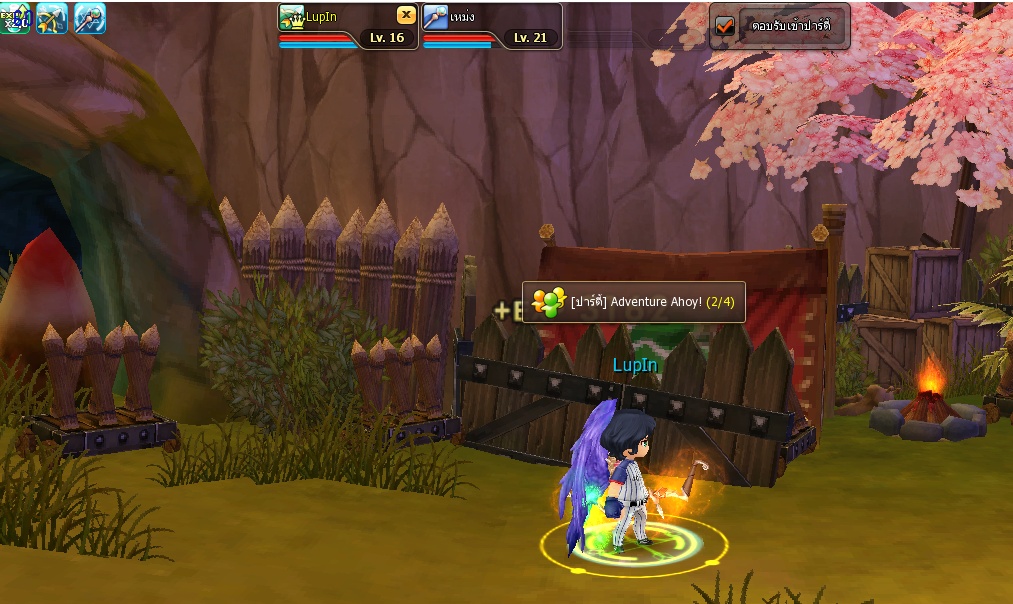 LupIn
Lv. 16
เหม่ง
Lv. 21
ตอบรับเข้าปาร์ตี้
[ปาร์ตี้] Adventure Ahoy! (2/4)
LupIn